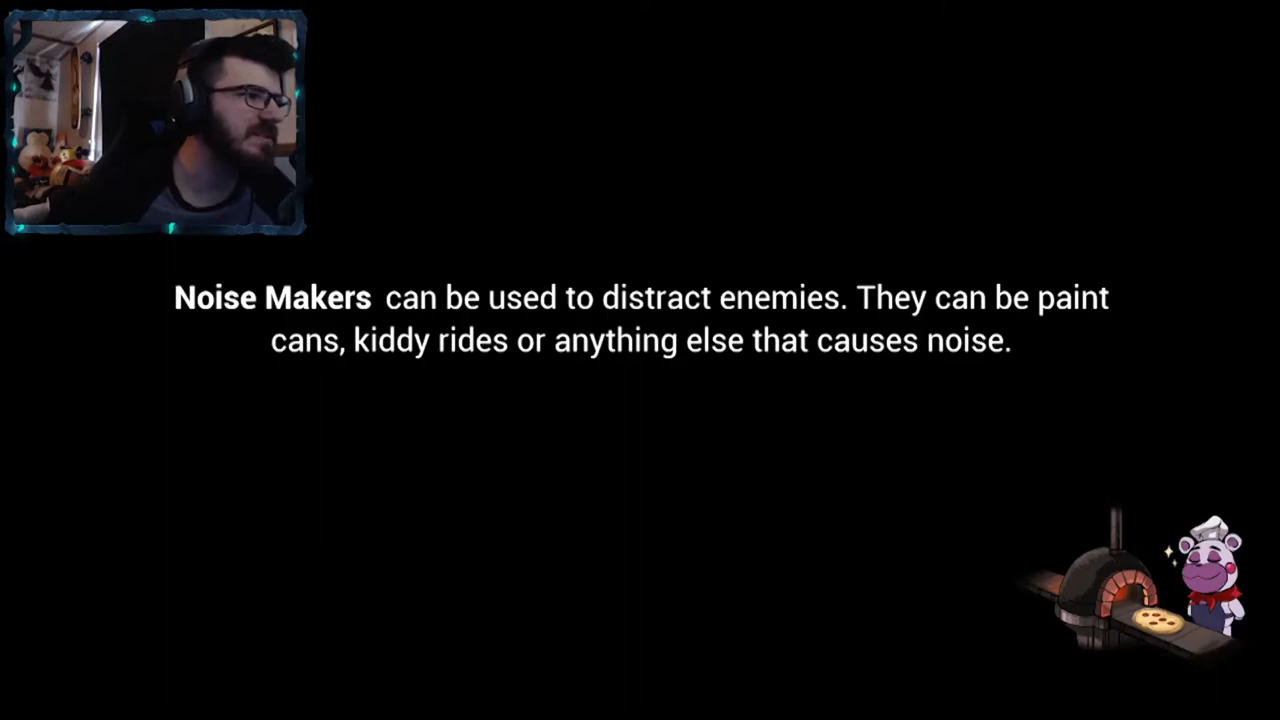 Noise Makers can be used to distract enemies. They can be paint
cans, kiddy rides or anything else that causes noise.